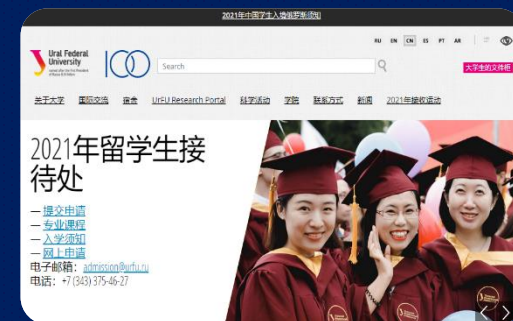 2021年中国学生入境俄罗斯须知
RU EN CN ES PT AR
Ural Federal
University
100
Search
大学生的文件柜
关于大学 国际交流 宿舍 UrFU Research Portal 科学活动 学院 联系方式 新闻 2021年接收运动
2021年留学生接
待处
— 提交申请
— 专业课程
— 入学须知
— 网上申请
电子邮箱: admission@urfu.ru
电话: +7 (343) 375-46-27